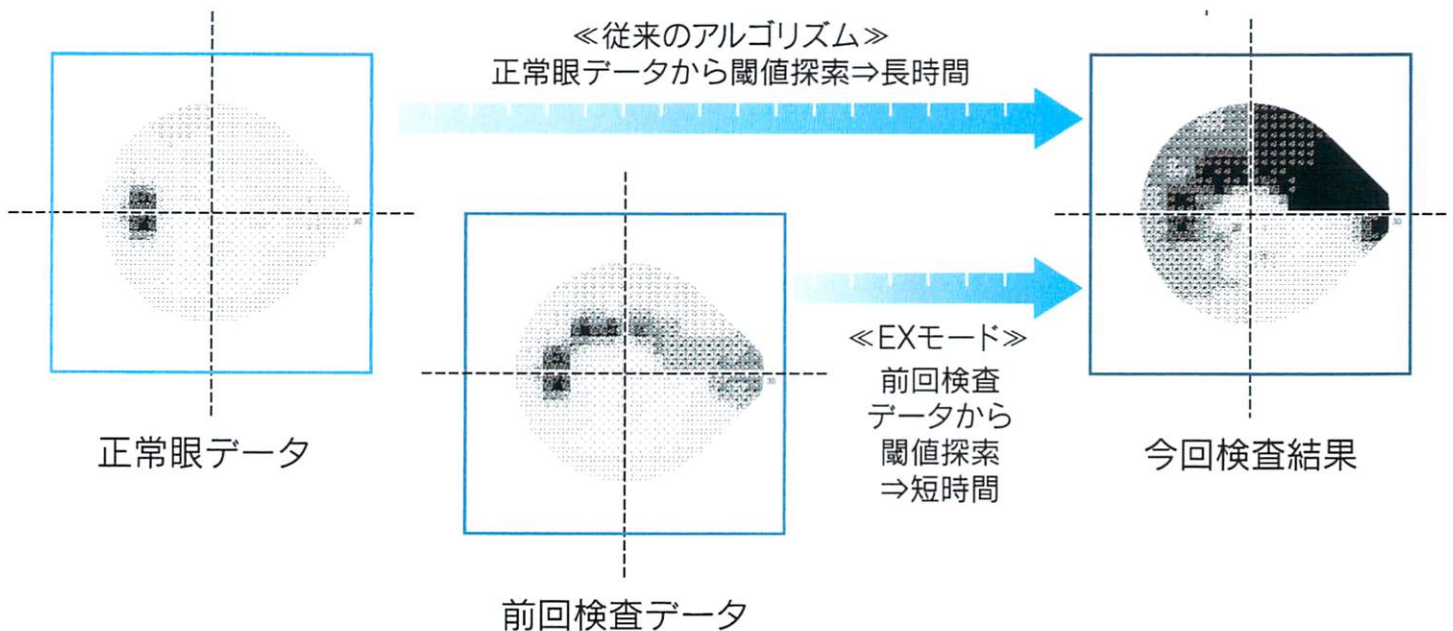 ≪従来のアルゴリズム≫
正常眼データから閾値探索⇒長時間
30
30
30
≪EXモード≫
前回検査
データから
閾値探索
⇒短時間
正常眼データ
今回検査結果
前回検査データ